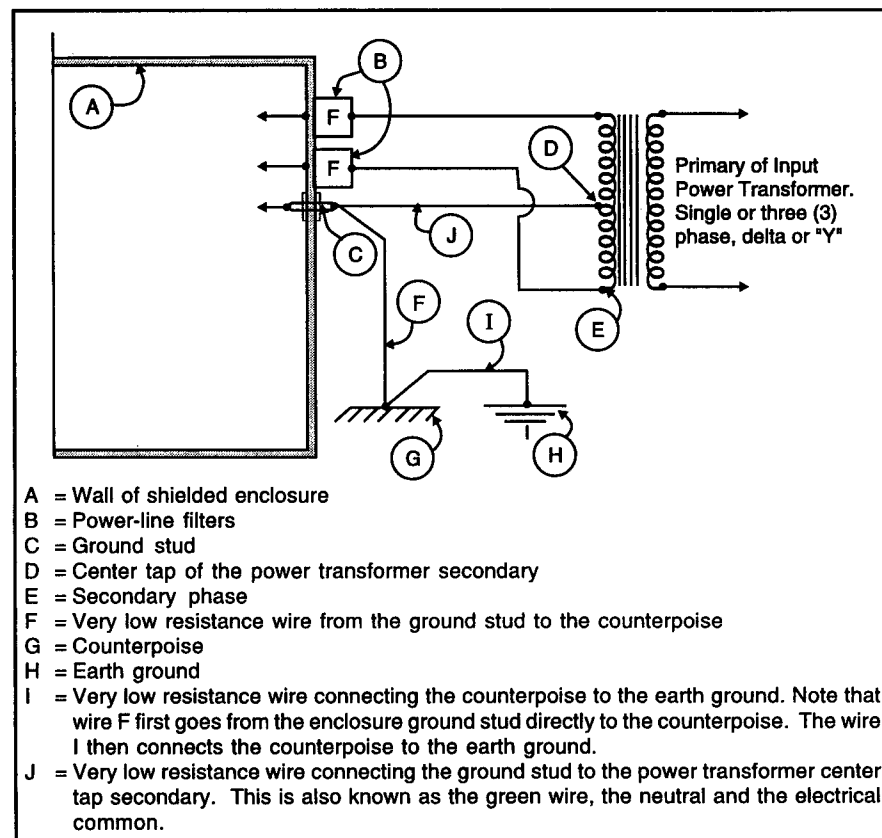 B
A
F
F
D
Primary of Input
Power Transformer.
Single or three (3)
phase, delta or "Y"
C
J
F
I
E
G
H
A = Wall of shielded enclosure
B = Power-line filters
C = Ground stud
D = Center tap of the power transformer secondary
E = Secondary phase
F = Very low resistance wire from the ground stud to the counterpoise
G = Counterpoise
H = Earth ground
I = Very low resistance wire connecting the counterpoise to the earth ground. Note that
wire F first goes from the enclosure ground stud directly to the counterpoise. The wire
I then connects the counterpoise to the earth ground.
J = Very low resistance wire connecting the ground stud to the power transformer center
tap secondary. This is also known as the green wire, the neutral and the electrical
common.